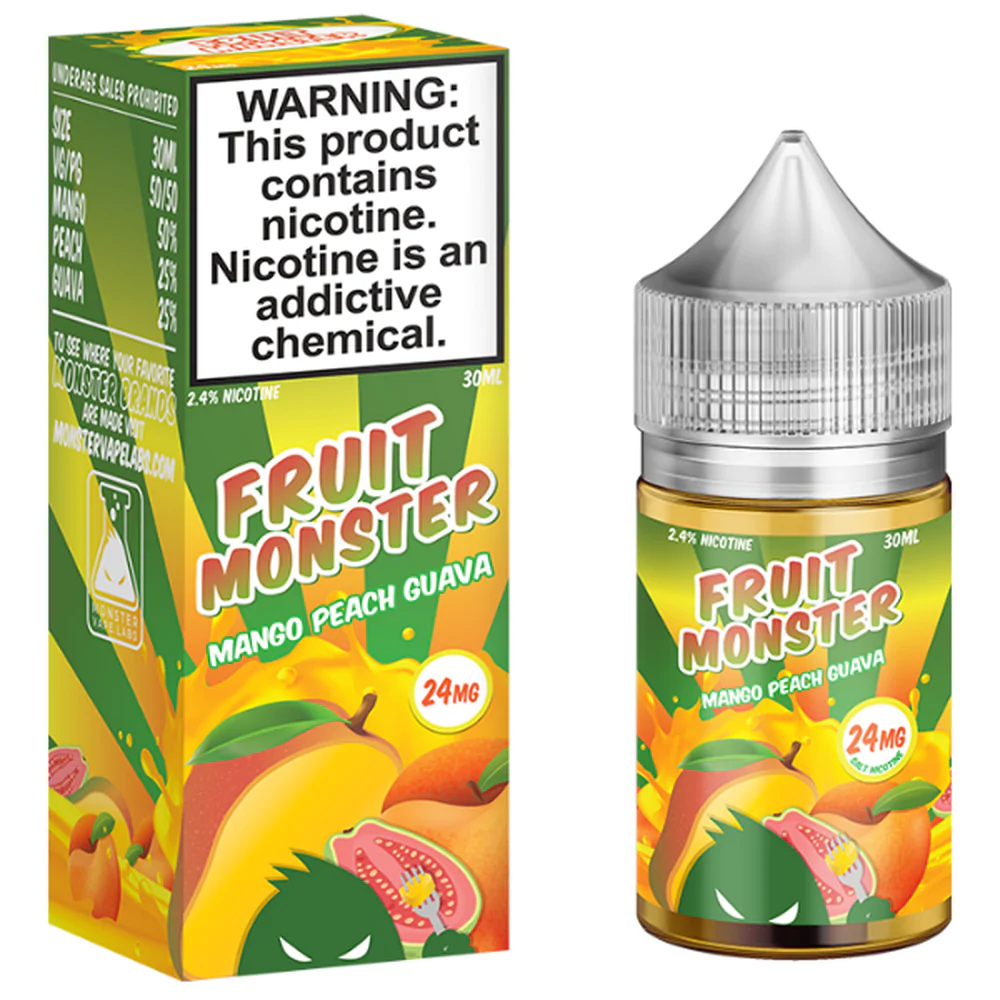 FRUIT
MONSTER
24MG
UNDERAGE SALES PROHIBITED
SIZE 30ML
VG/PG 50/50
MANGO 50%
PEACH 25%
GUAVA 25%
TO SEE WHERE YOUR FAVORITE
MONSTER BRANDS
ARE MADE VISIT
MONSTERVAPELABS.COM
MONSTER
VAPE LABS
WARNING:
This product
contains
nicotine.
Nicotine is an
addictive
chemical.
2.4% NICOTINE 30ML
FRUIT
MONSTER
MANGO PEACH GUAVA
24MG
2.4% NICOTINE 30ML
FRUIT
MONSTER
MANGO PEACH GUAVA
24MG
SALT NICOTINE